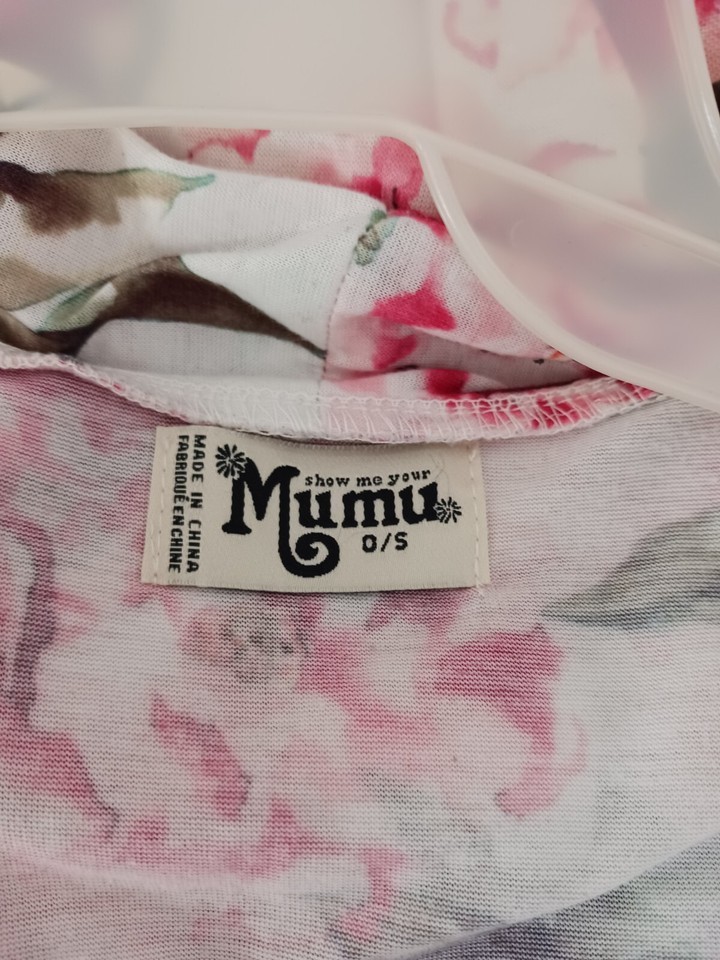 MADE IN CHINA
FABRIQUÉ EN CHINE
show me your
Mumu
O/S